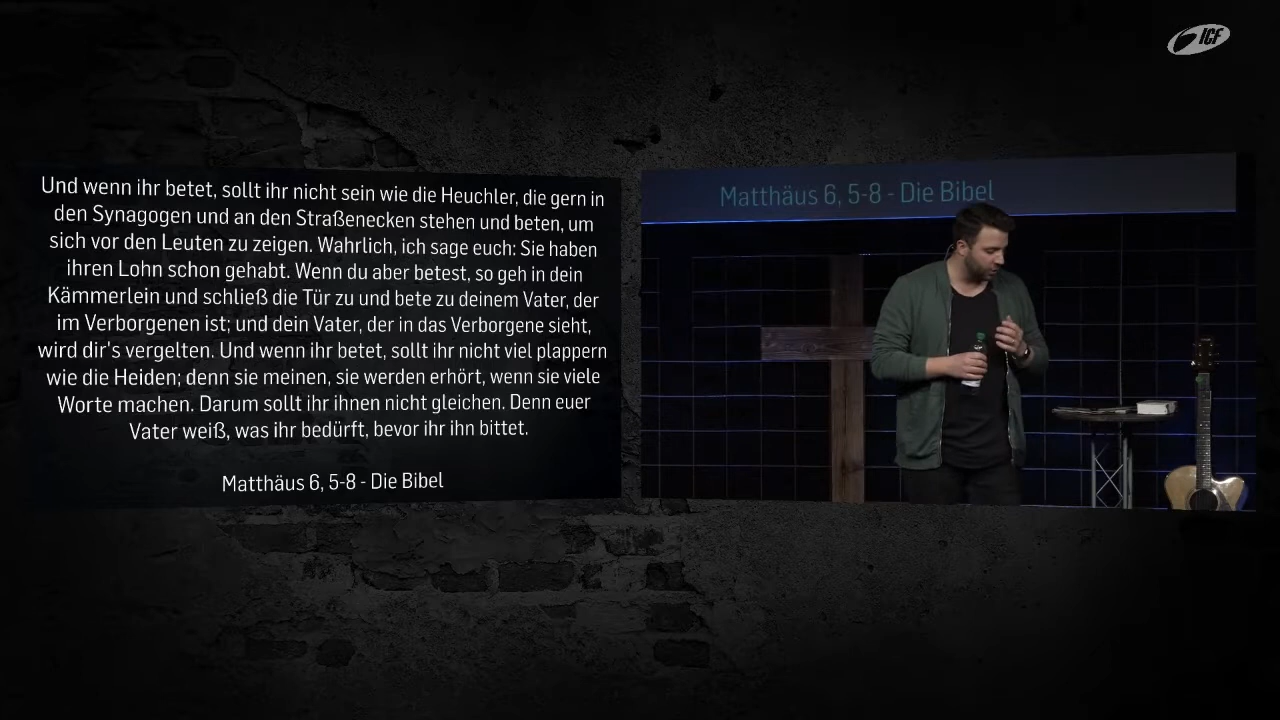 ICF
Und wenn ihr betet, sollt ihr nicht sein wie die Heuchler, die gern in
den Synagogen und an den Straßenecken stehen und beten, um
sich vor den Leuten zu zeigen. Wahrlich, ich sage euch: Sie haben
ihren Lohn schon gehabt. Wenn du aber betest, so geh in dein
Kämmerlein und schließ die Tür zu und bete zu deinem Vater, der
im Verborgenen ist; und dein Vater, der in das Verborgene sieht,
wird dir's vergelten. Und wenn ihr betet, sollt ihr nicht viel plappern
wie die Heiden; denn sie meinen, sie werden erhört, wenn sie viele
Worte machen. Darum sollt ihr ihnen nicht gleichen. Denn euer
Vater weiß, was ihr bedürft, bevor ihr ihn bittet.
Matthäus 6, 5-8 - Die Bibel
Matthäus 6, 5-8 - Die Bibel